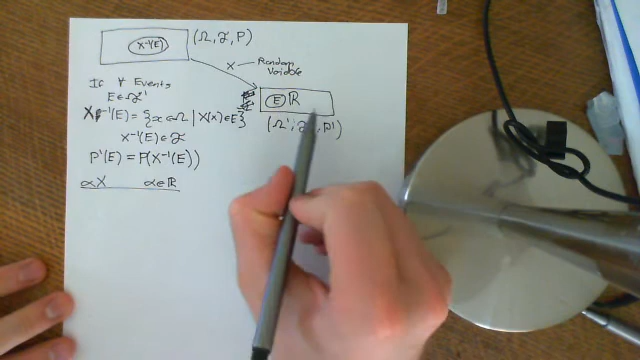 X⁻¹(E) (Ω, F, P)
X — Random Variable
If ∀ Events
E ∈ F'
E ℝ
X⁻¹(E) = {x ∈ Ω | X(x) ∈ E}
(Ω', P')
X⁻¹(E) ∈ F
P'(E) = P(X⁻¹(E))
αX α∈ℝ